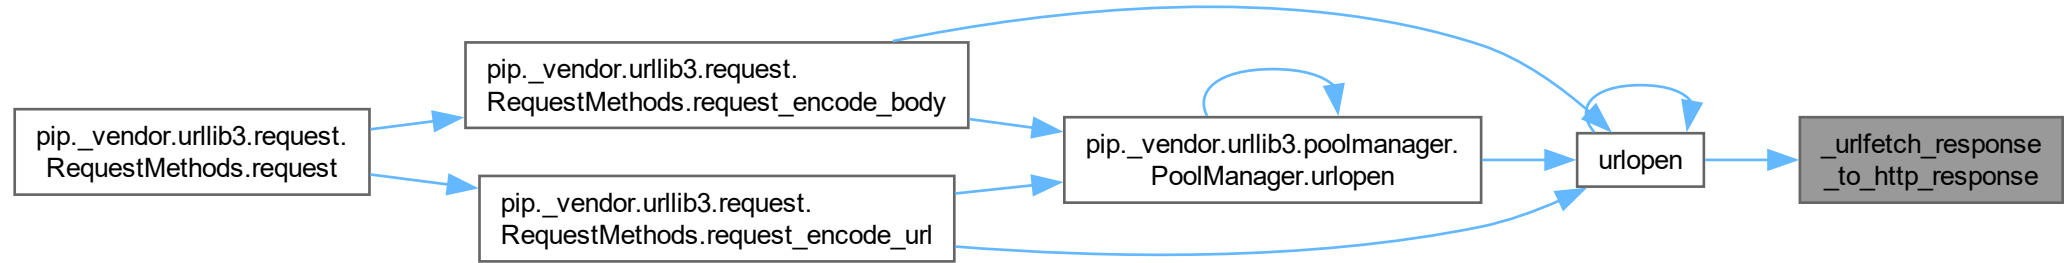 pip._vendor.urllib3.request.
RequestMethods.request
pip._vendor.urllib3.request.
RequestMethods.request_encode_body
pip._vendor.urllib3.request.
RequestMethods.request_encode_url
pip._vendor.urllib3.poolmanager.
PoolManager.urlopen
urlopen
_urlfetch_response
_to_http_response